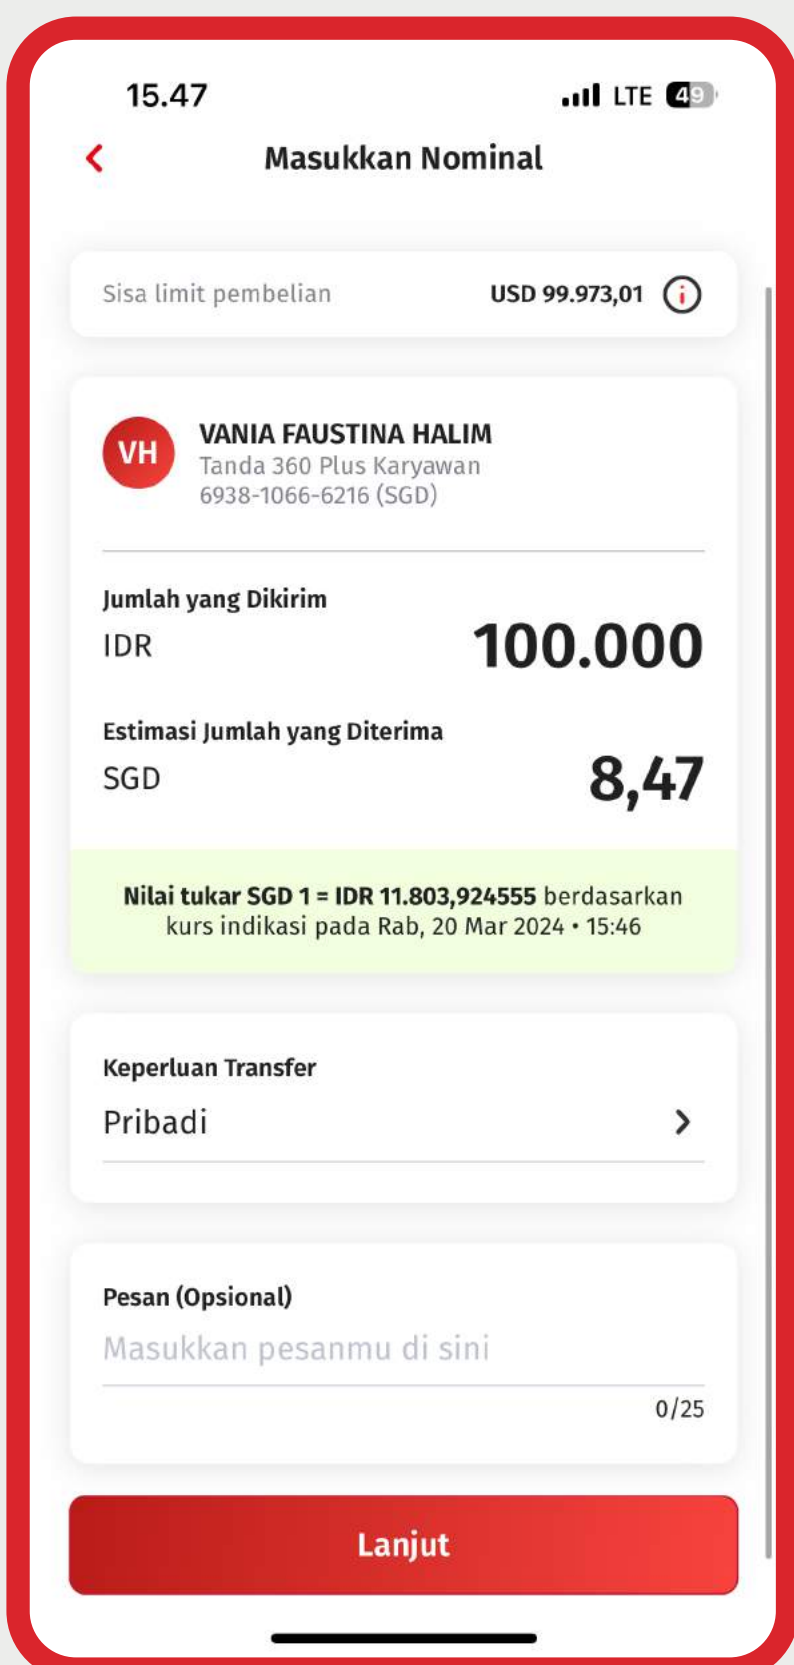 15.47
LTE 49
Masukkan Nominal
Sisa limit pembelian USD 99.973,01
VH
VANIA FAUSTINA HALIM
Tanda 360 Plus Karyawan
6938-1066-6216 (SGD)
Jumlah yang Dikirim
IDR 100.000
Estimasi Jumlah yang Diterima
SGD 8,47
Nilai tukar SGD 1 = IDR 11.803,924555 berdasarkan
kurs indikasi pada Rab, 20 Mar 2024 • 15:46
Keperluan Transfer
Pribadi
Pesan (Opsional)
Masukkan pesanmu di sini
0/25
Lanjut